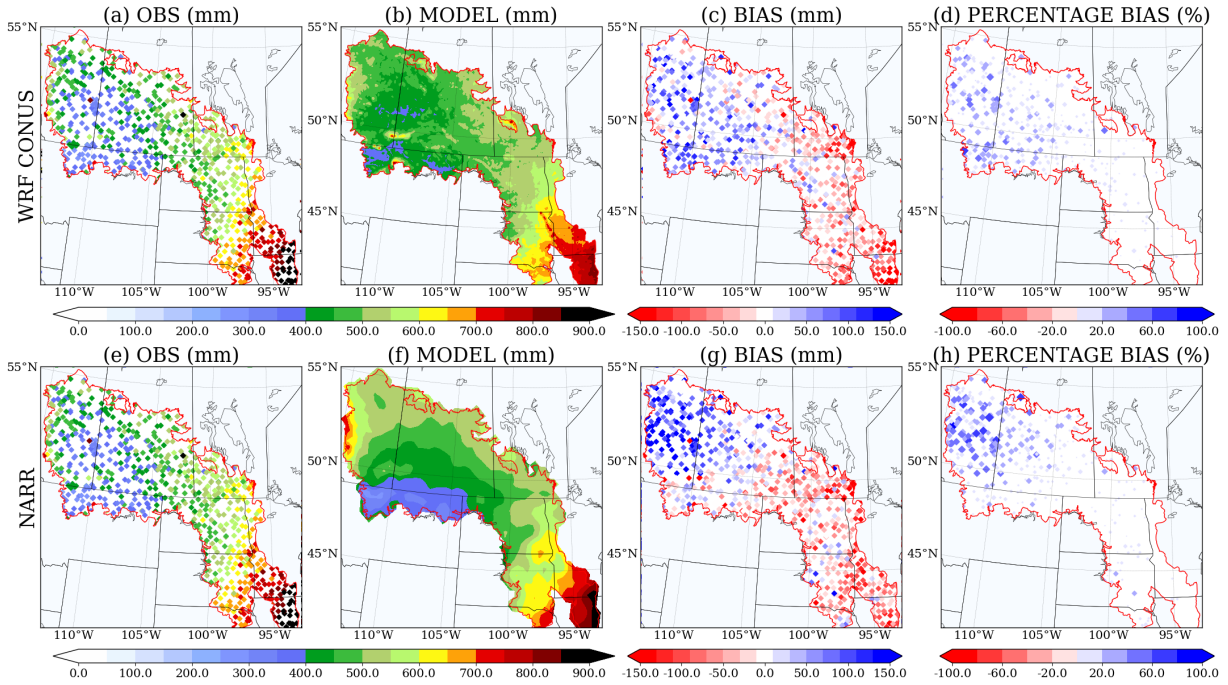 (a) OBS (mm) (b) MODEL (mm) (c) BIAS (mm) (d) PERCENTAGE BIAS (%)
WRF CONUS
55°N
50°N 50°N 50°N
45°N 45°N 45°N
110°W 105°W 100°W 95°W 110°W 105°W 100°W 95°W 110°W 105°W 100°W 95°W 110°W 105°W 100°W 95°W
0.0 100.0 200.0 300.0 400.0 500.0 600.0 700.0 800.0 900.0 -150.0 -100.0 -50.0 0.0 50.0 100.0 150.0 -100.0 -60.0 -20.0 20.0 60.0 100.0
(e) OBS (mm) (f) MODEL (mm) (g) BIAS (mm) (h) PERCENTAGE BIAS (%)
NARR
55°N 55°N 55°N
50°N 50°N 50°N
45°N 45°N 45°N
110°W 105°W 100°W 95°W 110°W 105°W 100°W 95°W 110°W 105°W 100°W 95°W 110°W 105°W 100°W 95°W
0.0 100.0 200.0 300.0 400.0 500.0 600.0 700.0 800.0 900.0 -150.0 -100.0 -50.0 0.0 50.0 100.0 150.0 -100.0 -60.0 -20.0 20.0 60.0 100.0